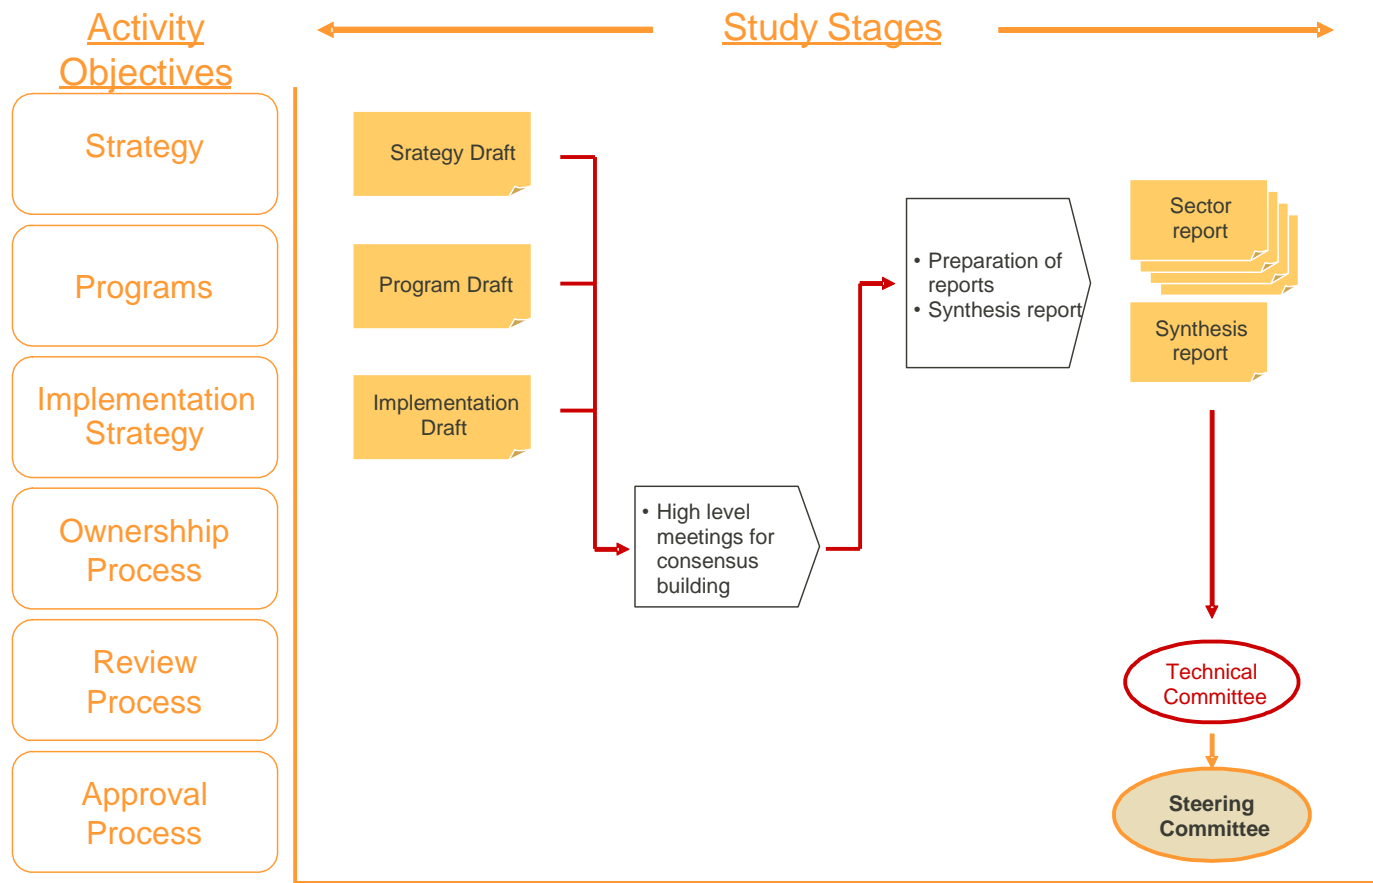 Activity
Objectives
Study Stages
Strategy
Programs
Implementation
Strategy
Ownershhip
Process
Review
Process
Approval
Process
Srategy Draft
Program Draft
Implementation
Draft
• High level
meetings for
consensus
building
• Preparation of
reports
• Synthesis report
Sector
report
Synthesis
report
Technical
Committee
Steering
Committee